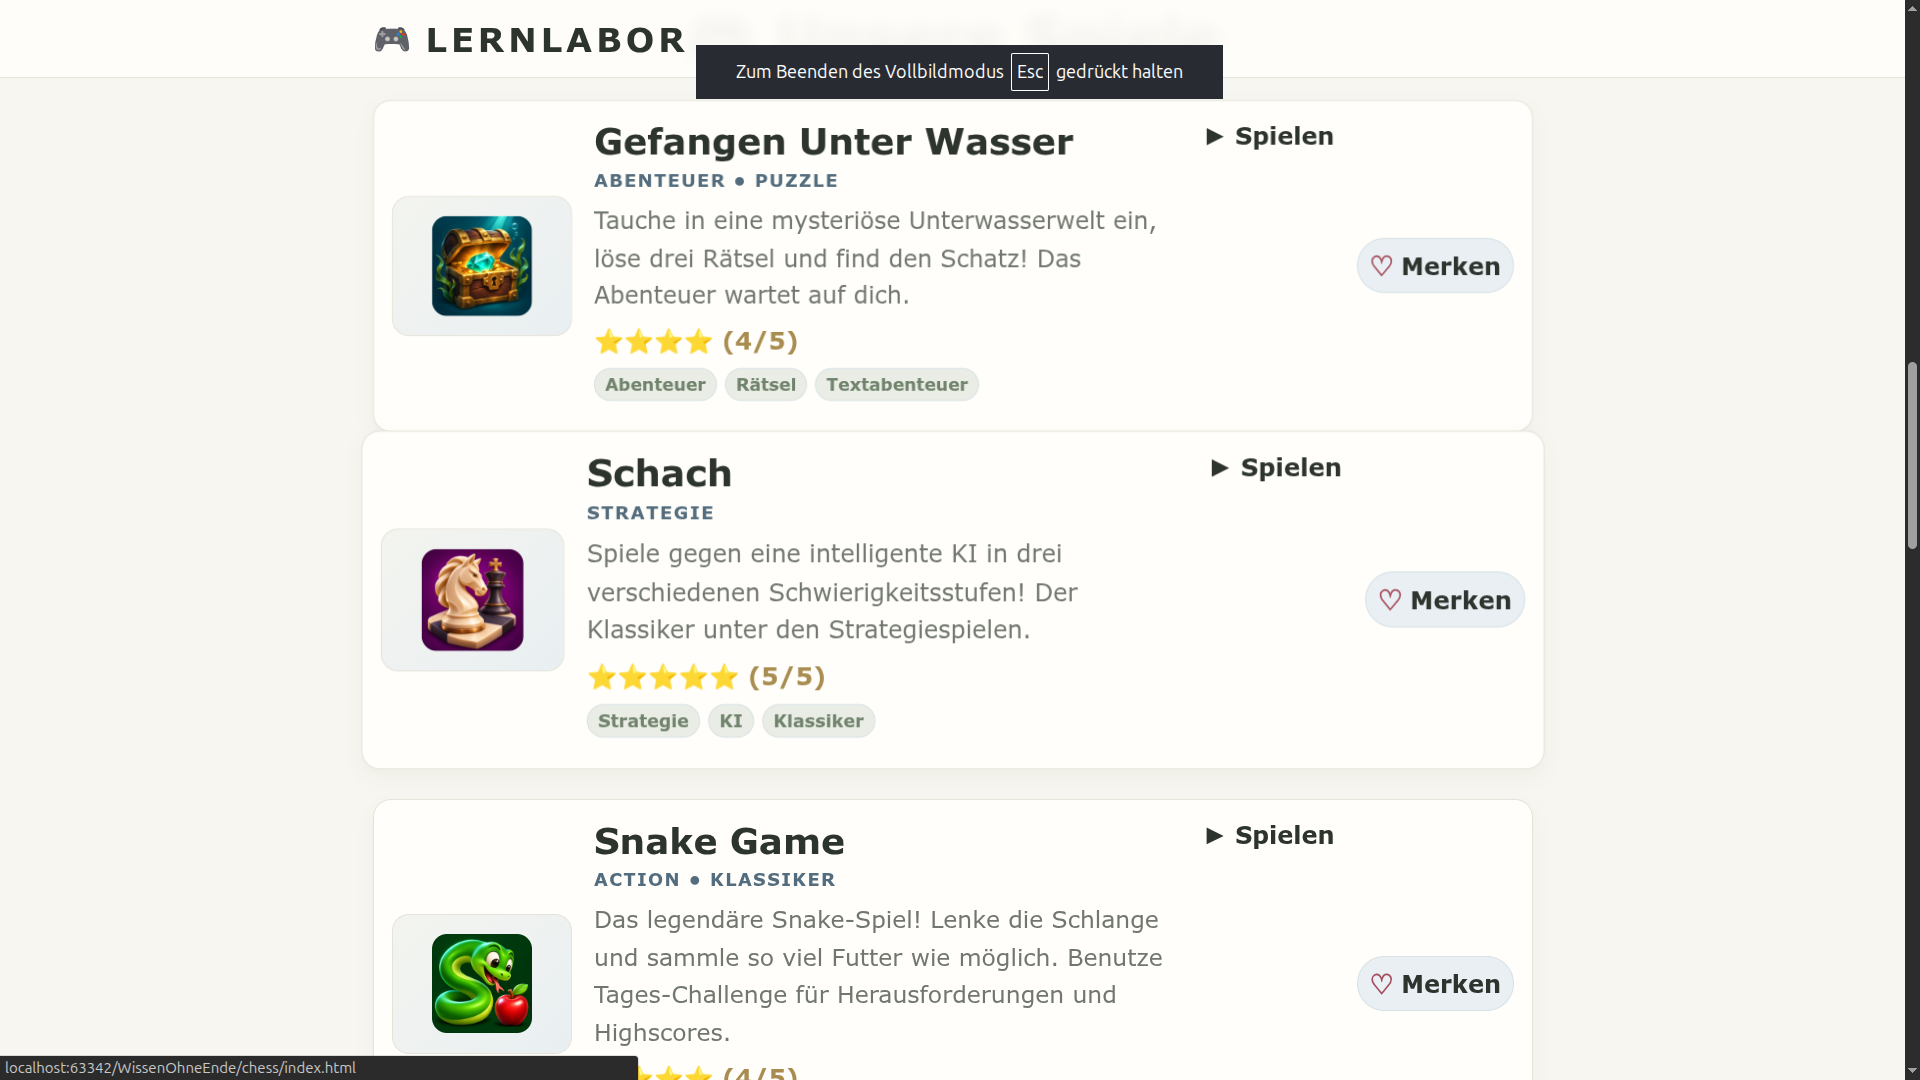 🎮 LERNLABOR
Zum Beenden des Vollbildmodus Esc gedrückt halten
Gefangen Unter Wasser
▶ Spielen
ABENTEUER • PUZZLE
Tauche in eine mysteriöse Unterwasserwelt ein,
löse drei Rätsel und find den Schatz! Das
Abenteuer wartet auf dich.
♡ Merken
⭐⭐⭐⭐ (4/5)
Abenteuer Rätsel Textabenteuer
Schach
▶ Spielen
STRATEGIE
Spiele gegen eine intelligente KI in drei
verschiedenen Schwierigkeitsstufen! Der
Klassiker unter den Strategiespielen.
♡ Merken
⭐⭐⭐⭐⭐ (5/5)
Strategie KI Klassiker
Snake Game
▶ Spielen
ACTION • KLASSIKER
Das legendäre Snake-Spiel! Lenke die Schlange
und sammle so viel Futter wie möglich. Benutze
Tages-Challenge für Herausforderungen und
Highscores.
♡ Merken
⭐⭐⭐ (4/5)
localhost:63342/WissenOhneEnde/chess/index.html